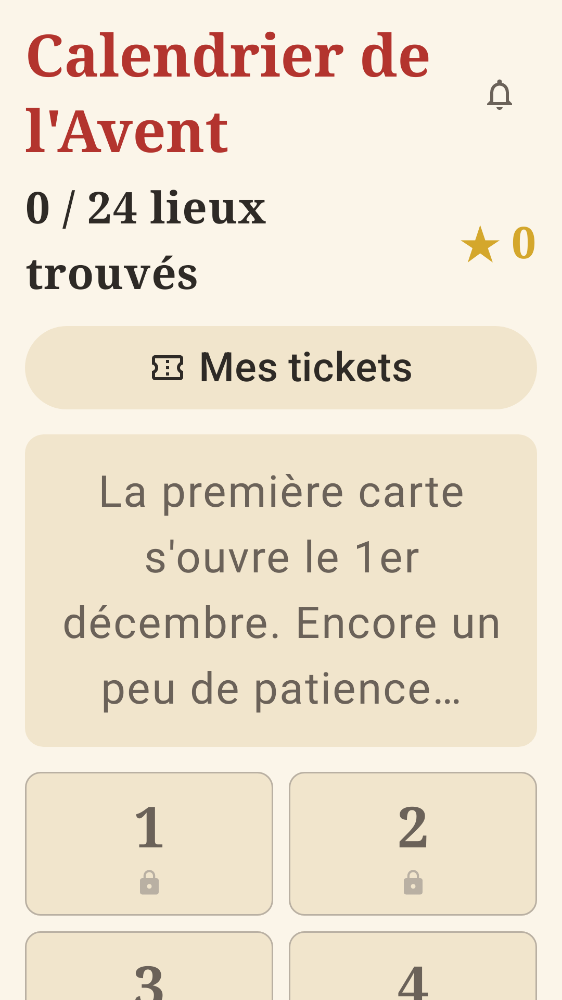 Calendrier de
l'Avent
0 / 24 lieux
trouvés
★ 0
Mes tickets
La première carte
s'ouvre le 1er
décembre. Encore un
peu de patience…
1
2
3
4